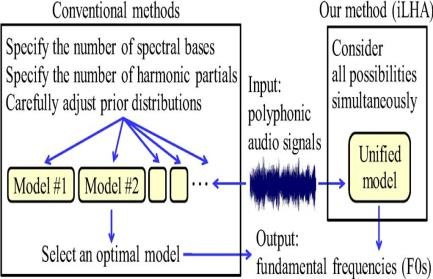 Conventional methods
Specify the number of spectral bases
Specify the number of harmonic partials
Carefully adjust prior distributions
Model #1
Model #2
...
Select an optimal model
Input:
polyphonic
audio signals
Output:
fundamental frequencies (F0s)
Our method (iLHA)
Consider
all possibilities
simultaneously
Unified
model